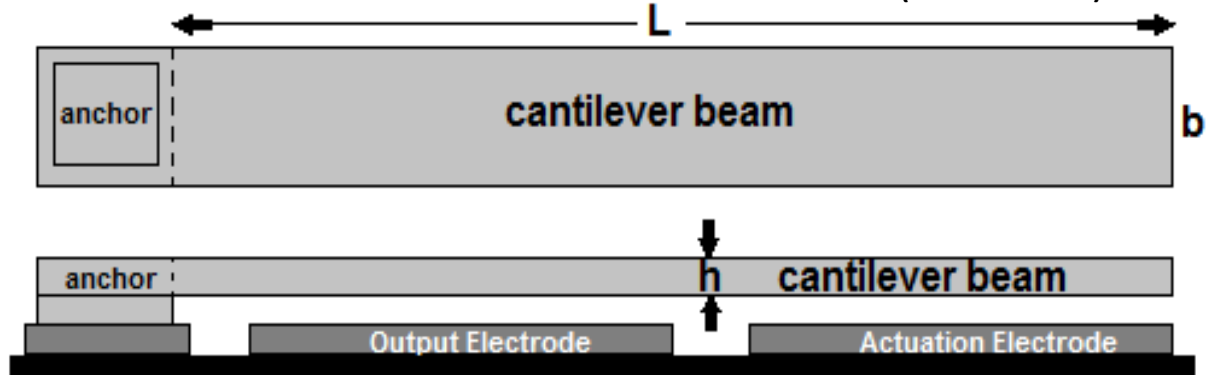 L
anchor
cantilever beam
b
anchor
h
cantilever beam
Output Electrode
Actuation Electrode